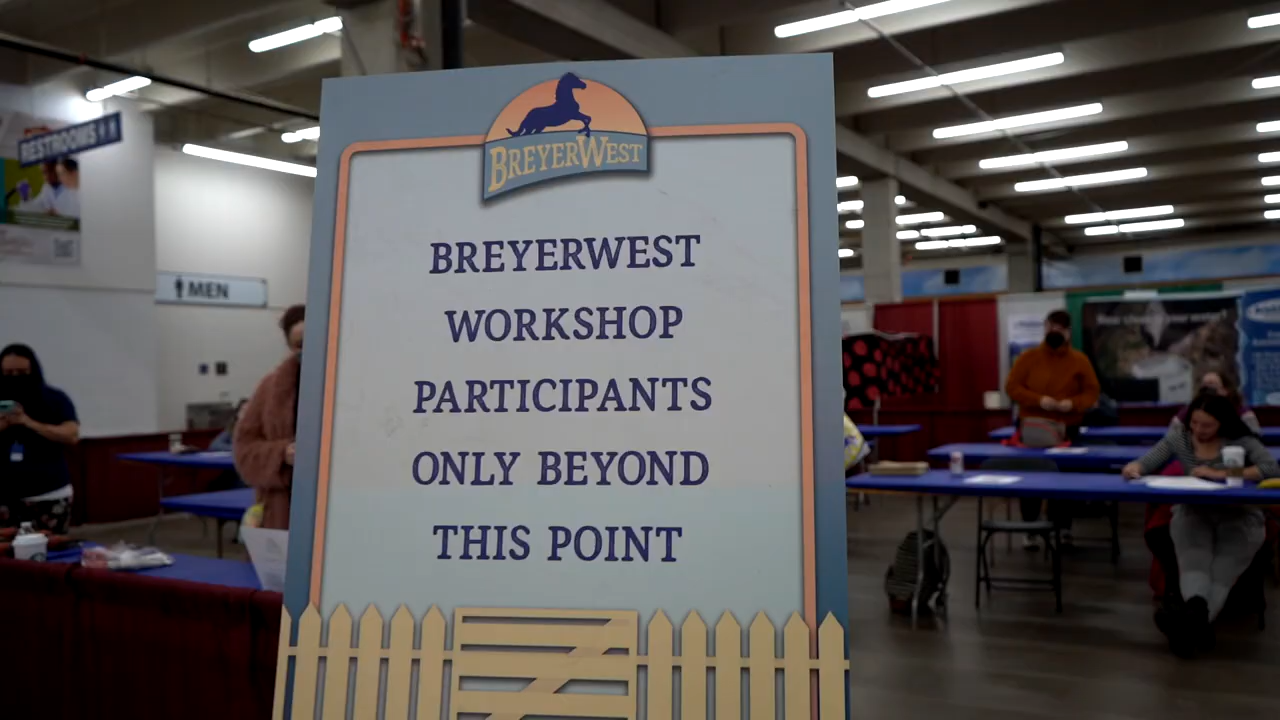 RESTROOMS
MEN
BREYERWEST
BREYERWEST
WORKSHOP
PARTICIPANTS
ONLY BEYOND
THIS POINT